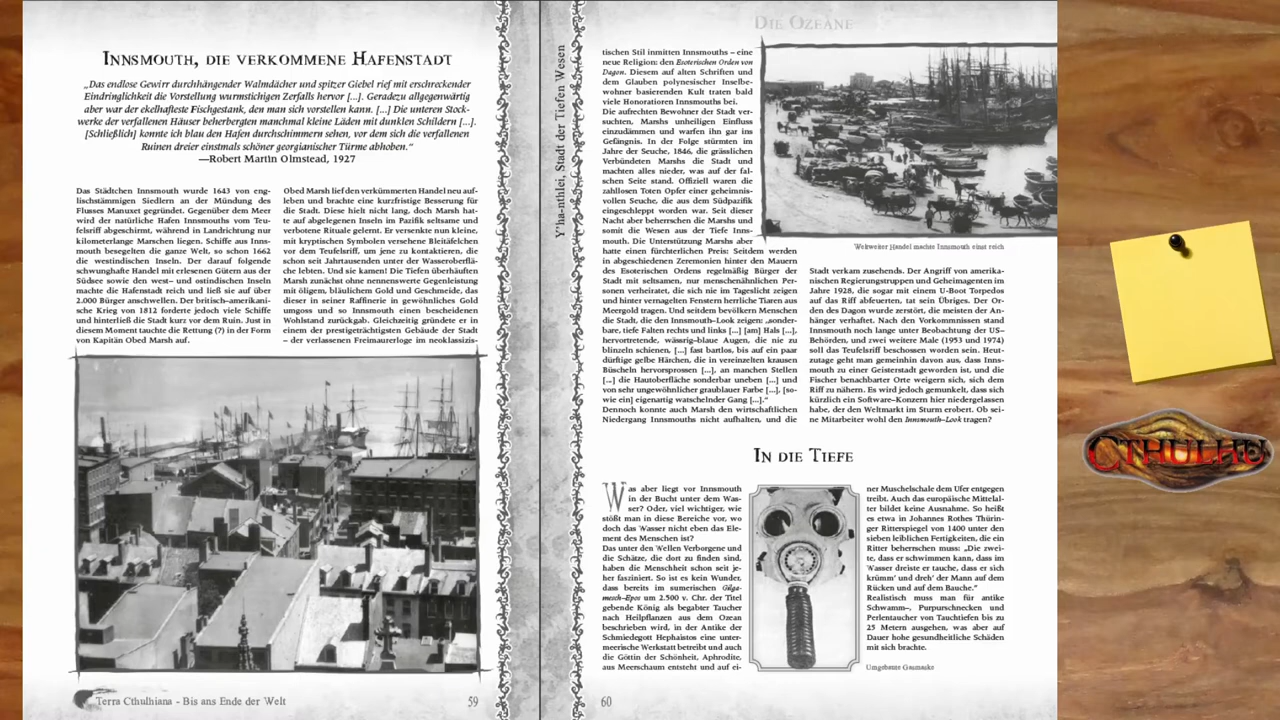 INNSMOUTH, DIE VERKOMMENE HAFENSTADT
„Das endlose Gewirr durchhängender Walmdächer und spitzer Giebel rief mit erschreckender
Eindringlichkeit die Vorstellung wurmstichigen Zerfalls hervor [...]. Geradezu allgegenwärtig
aber war der ekelhafteste Fischgestank, den man sich vorstellen kann. [...] Die unteren Stock-
werke der verfallenen Häuser beherbergten manchmal kleine Läden mit dunklen Schildern [...].
[Schließlich] konnte ich blau den Hafen durchschimmern sehen, vor dem sich die verfallenen
Ruinen dreier einstmals schöner georgianischer Türme abhoben.“
—Robert Martin Olmstead, 1927
Das Städtchen Innsmouth wurde 1643 von eng-
lischstämmigen Siedlern an der Mündung des
Flusses Manuxet gegründet. Gegenüber dem Meer
wird der natürliche Hafen Innsmouths vom Teu-
felsriff abgeschirmt, während in Landrichtung nur
kilometerlange Marschen liegen. Schiffe aus Inns-
mouth besegelten die ganze Welt, so schon 1662
die westindischen Inseln. Der darauf folgende
schwunghafte Handel mit erlesenen Gütern aus der
Südsee sowie den west- und ostindischen Inseln
machte die Hafenstadt reich und ließ sie auf über
2.000 Bürger anschwellen. Der britisch-amerikani-
sche Krieg von 1812 forderte jedoch viele Schiffe
und hinterließ die Stadt kurz vor dem Ruin. Just in
diesem Moment tauchte die Rettung (?) in der Form
von Kapitän Obed Marsh auf.
Obed Marsh lief den verkümmerten Handel neu auf-
leben und brachte eine kurzfristige Besserung für
die Stadt. Diese hielt nicht lang, doch Marsh hat-
te auf abgelegenen Inseln im Pazifik seltsame und
verbotene Rituale gelernt. Er versenkte nun kleine,
mit kryptischen Symbolen versehene Bleikälbchen
vor dem Teufelsriff, um jene zu kontaktieren, die
schon seit Jahrtausenden unter der Wasseroberflä-
che lebten. Und sie kamen! Die Tiefen überhäuften
Marsh zunächst ohne nennenswerte Gegenleistung
mit öligem, bläulichem Gold und Geschmeide, das
dieser in seiner Raffinerie in gewöhnliches Gold
umgoss und so Innsmouth einen bescheidenen
Wohlstand zurückgab. Gleichzeitig gründete er in
einem der prestigeträchtigsten Gebäude der Stadt
– der verlassenen Freimaurerloge im neoklassizis-
Terra Cthulhiana - Bis ans Ende der Welt
59
Y'ha-nthlei, Stadt der Tiefen Wesen
DIE OZEANE
tischen Stil inmitten Innsmouths – eine
neue Religion: den Esoterischen Orden von
Dagon. Diesem auf alten Schriften und
dem Glauben polynesischer Inselbe-
wohner basierenden Kult traten bald
viele Honoratioren Innsmouths bei.
Die aufrechten Bewohner der Stadt ver-
suchten, Marshs unheiligen Einfluss
einzudämmen und warfen ihn gar ins
Gefängnis. In der Folge stürmten im
Jahre der Seuche, 1846, die grässlichen
Verbündeten Marshs die Stadt und
machten alles nieder, was auf der fal-
schen Seite stand. Offiziell waren die
zahllosen Toten Opfer einer geheimnis-
vollen Seuche, die aus dem Südpazifik
eingeschleppt worden war. Seit dieser
Nacht aber beherrschen die Marshs und
somit die Wesen aus der Tiefe Inns-
mouth. Die Unterstützung Marshs aber
hatte einen fürchterlichen Preis: Seitdem werden
in abgeschiedenen Zeremonien hinter den Mauern
des Esoterischen Ordens regelmäßig Bürger der
Stadt mit seltsamen, nur menschenähnlichen Per-
sonen verheiratet, die sich nie im Tageslicht zeigen
und hinter vernagelten Fenstern herrliche Tiaren aus
Meergold tragen. Und seitdem bevölkern Menschen
die Stadt, die den Innsmouth-Look zeigen: „sonder-
bare, tiefe Falten rechts und links [...] [am] Hals [...],
hervortretende, wässrig-blaue Augen, die nie zu
blinzeln schienen, [...] fast bartlos, bis auf ein paar
dürftige gelbe Härchen, die in vereinzelten krausen
Büscheln hervorsprossen [...], an manchen Stellen
[...] die Hautoberfläche sonderbar uneben [...] und
von sehr ungewöhnlicher graublauer Farbe [...], [so-
wie ein] eigenartig watschelnder Gang [...].“
Dennoch konnte auch Marsh den wirtschaftlichen
Niedergang Innsmouths nicht aufhalten, und die
Weltweiter Handel machte Innsmouth einst reich
Stadt verkam zusehends. Der Angriff von amerika-
nischen Regierungstruppen und Geheimagenten im
Jahre 1928, die sogar mit einem U-Boot Torpedos
auf das Riff abfeuerten, tat sein Übriges. Der Or-
den des Dagon wurde zerstört, die meisten der An-
hänger verhaftet. Nach den Vorkommnissen stand
Innsmouth noch lange unter Beobachtung der US-
Behörden, und zwei weitere Male (1953 und 1974)
soll das Teufelsriff beschossen worden sein. Heut-
zutage geht man gemeinhin davon aus, dass Inns-
mouth zu einer Geisterstadt geworden ist, und die
Fischer benachbarter Orte weigern sich, sich dem
Riff zu nähern. Es wird jedoch gemunkelt, dass sich
kürzlich ein Software-Konzern hier niedergelassen
habe, der den Weltmarkt im Sturm erobert. Ob sei-
ne Mitarbeiter wohl den Innsmouth-Look tragen?
IN DIE TIEFE
Was aber liegt vor Innsmouth
in der Bucht unter dem Was-
ser? Oder, viel wichtiger, wie
stößt man in diese Bereiche vor, wo
doch das Wasser nicht eben das Ele-
ment des Menschen ist?
Das unter den Wellen Verborgene und
die Schätze, die dort zu finden sind,
haben die Menschheit schon seit je-
her fasziniert. So ist es kein Wunder,
dass bereits im sumerischen Gilga-
mesch-Epos um 2.500 v. Chr. der Titel
gebende König als begabter Taucher
nach Heilpflanzen aus dem Ozean
beschrieben wird, in der Antike der
Schmiedegott Hephaistos eine unter-
meerische Werkstatt betreibt und auch
die Göttin der Schönheit, Aphrodite,
aus Meerschaum entsteht und auf ei-
ner Muschelschale dem Ufer entgegen
treibt. Auch das europäische Mittelal-
ter bildet keine Ausnahme. So heißt
es etwa in Johannes Rothes Thürin-
ger Ritterspiegel von 1400 unter den
sieben leiblichen Fertigkeiten, die ein
Ritter beherrschen muss: „Die zwei-
te, dass er schwimmen kann, dass im
Wasser dreiste er tauche, dass er sich
krümm' und dreh' der Mann auf dem
Rücken und auf dem Bauche.“
Realistisch muss man für antike
Schwamm-, Purpurschnecken und
Perlentaucher von Tauchtiefen bis zu
25 Metern ausgehen, was aber auf
Dauer hohe gesundheitliche Schäden
mit sich brachte.
Umgebaute Gasmaske
60
CTHULHU